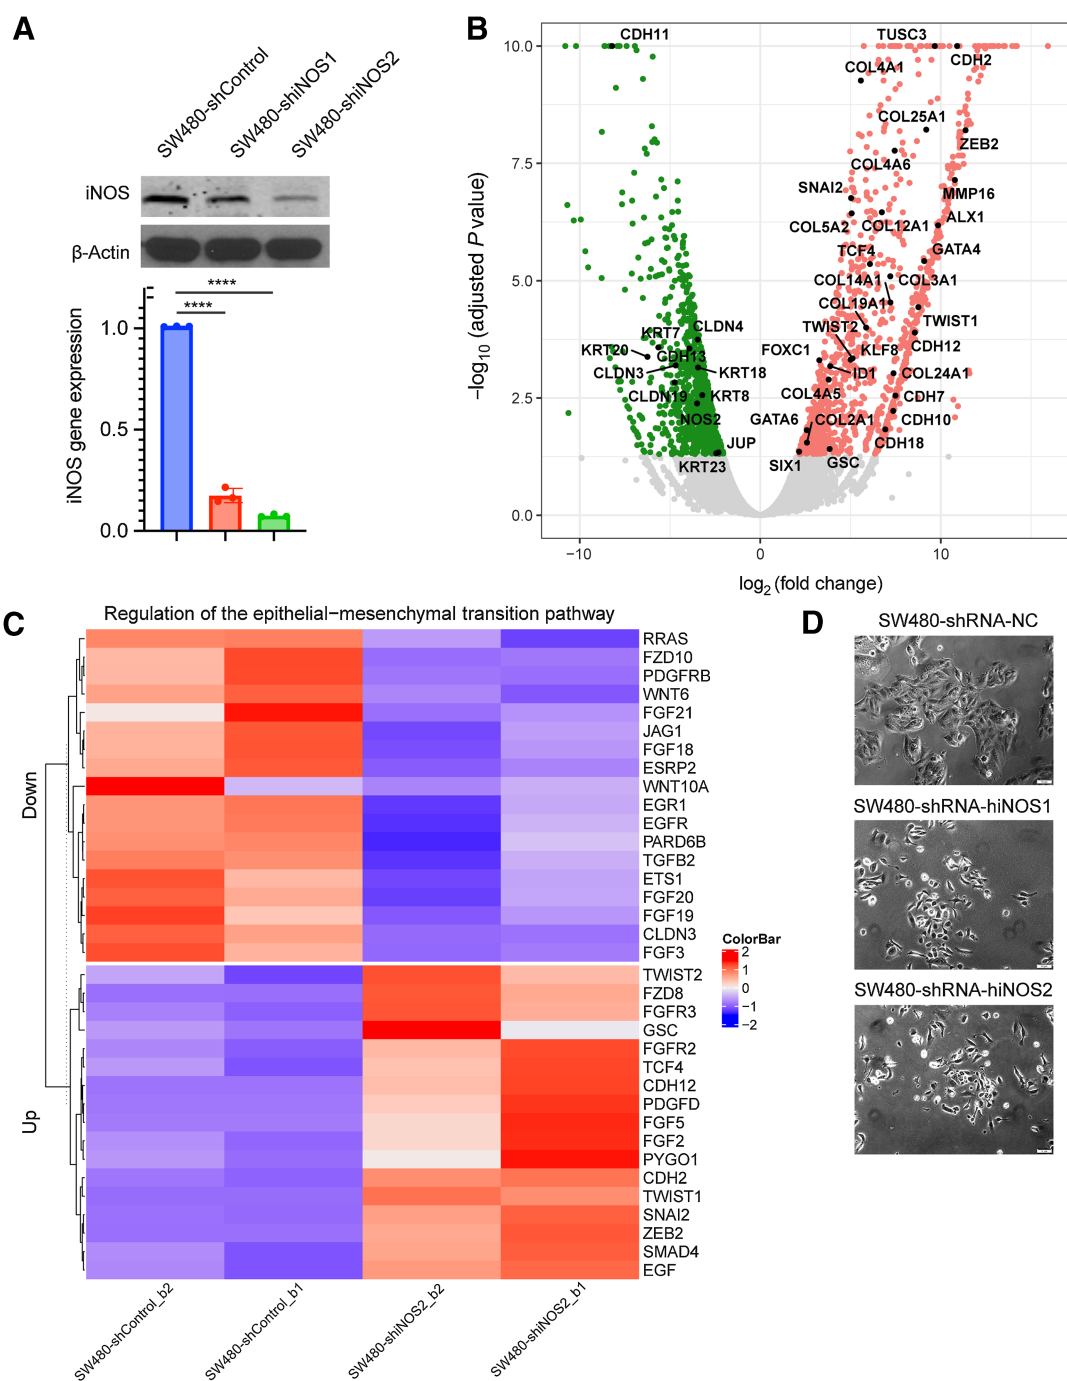 A
SW480-shControl
SW480-shiNOS1
SW480-shiNOS2
iNOS
β-Actin
****
****
1.0
0.5
0.0
iNOS gene expression
B
10.0
7.5
5.0
2.5
0.0
−log10 (adjusted P value)
−10
0
10
log2 (fold change)
CDH11
TUSC3
CDH2
COL4A1
COL25A1
ZEB2
COL4A6
SNAI2
MMP16
COL5A2
COL12A1
ALX1
TCF4
GATA4
COL14A1
COL3A1
COL19A1
TWIST2
TWIST1
KRT7
CLDN4
KRT20
CDH13
FOXC1
KLF8
CDH12
CLDN3
KRT18
ID1
COL24A1
CLDN19
KRT8
COL4A5
CDH7
NOS2
GATA6
COL2A1
CDH10
JUP
CDH18
KRT23
SIX1
GSC
C
Regulation of the epithelial−mesenchymal transition pathway
Down
Up
RRAS
FZD10
PDGFRB
WNT6
FGF21
JAG1
FGF18
ESRP2
WNT10A
EGR1
EGFR
PARD6B
TGFB2
ETS1
FGF20
FGF19
CLDN3
FGF3
TWIST2
FZD8
FGFR3
GSC
FGFR2
TCF4
CDH12
PDGFD
FGF5
FGF2
PYGO1
CDH2
TWIST1
SNAI2
ZEB2
SMAD4
EGF
SW480-shControl_b2
SW480-shControl_b1
SW480-shiNOS2_b2
SW480-shiNOS2_b1
ColorBar
2
1
0
−1
−2
D
SW480-shRNA-NC
SW480-shRNA-hiNOS1
SW480-shRNA-hiNOS2